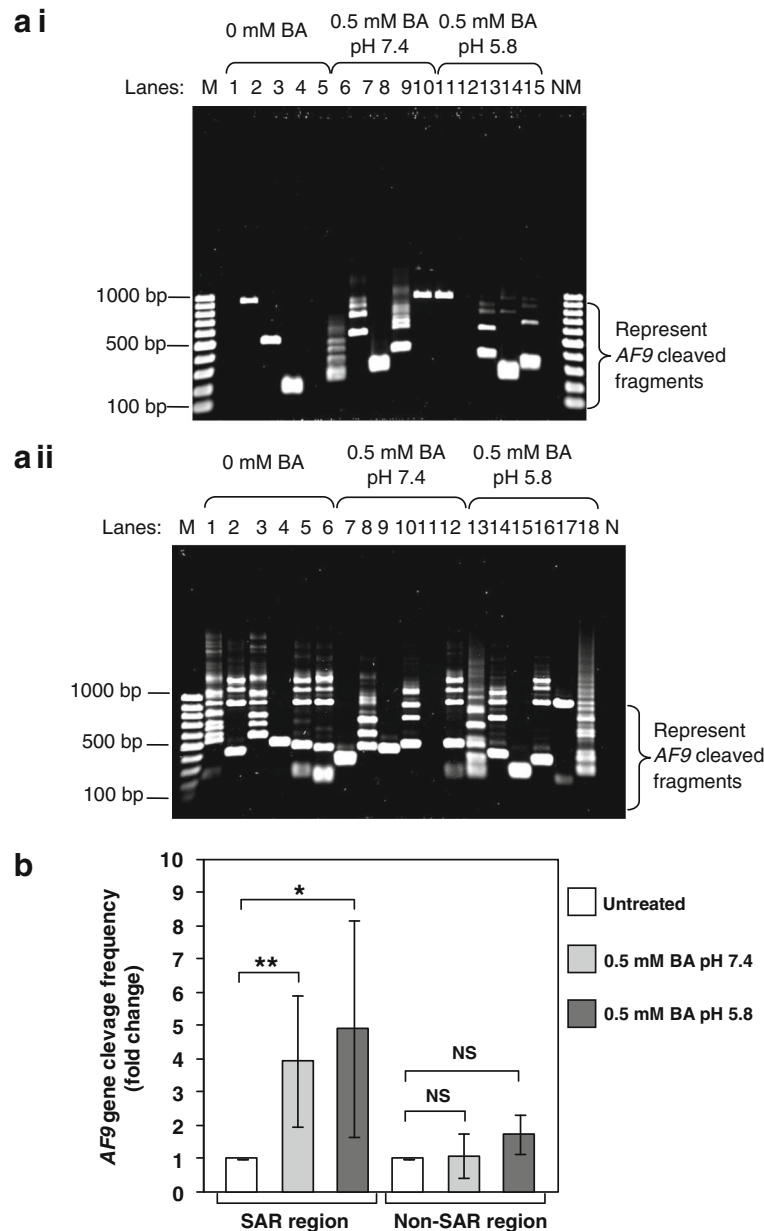 a i
0 mM BA
0.5 mM BA
pH 7.4
0.5 mM BA
pH 5.8
Lanes: M 1 2 3 4 5 6 7 8 9 10 11 12 13 14 15 N M
1000 bp
500 bp
100 bp
Represent
AF9 cleaved
fragments
a ii
0 mM BA
0.5 mM BA
pH 7.4
0.5 mM BA
pH 5.8
Lanes: M 1 2 3 4 5 6 7 8 9 10 11 12 13 14 15 16 17 18 N
1000 bp
500 bp
100 bp
Represent
AF9 cleaved
fragments
b
AF9 gene clevage frequency
(fold change)
10
9
8
7
6
5
4
3
2
1
0
*
**
NS
NS
SAR region
Non-SAR region
Untreated
0.5 mM BA pH 7.4
0.5 mM BA pH 5.8